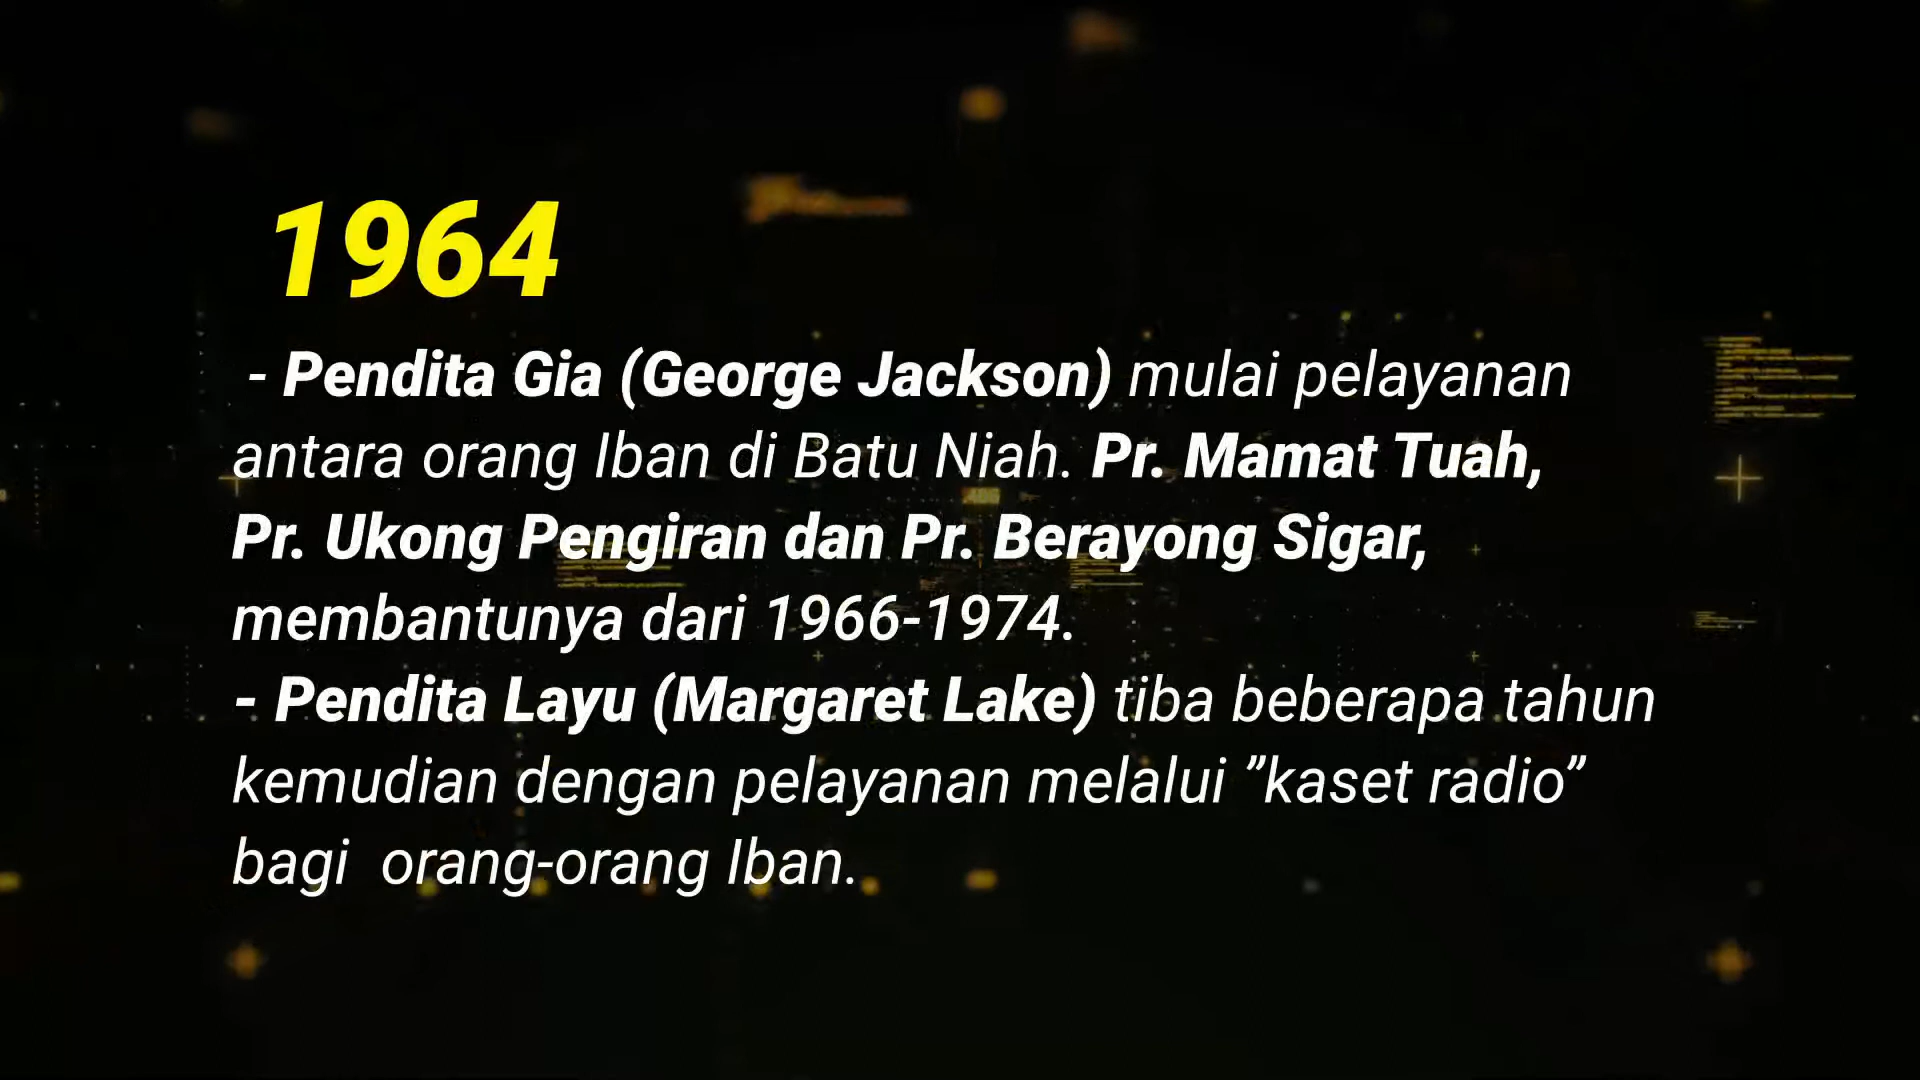 1964
- Pendita Gia (George Jackson) mulai pelayanan
antara orang Iban di Batu Niah. Pr. Mamat Tuah,
Pr. Ukong Pengiran dan Pr. Berayong Sigar,
membantunya dari 1966-1974.
- Pendita Layu (Margaret Lake) tiba beberapa tahun
kemudian dengan pelayanan melalui ”kaset radio”
bagi  orang-orang Iban.